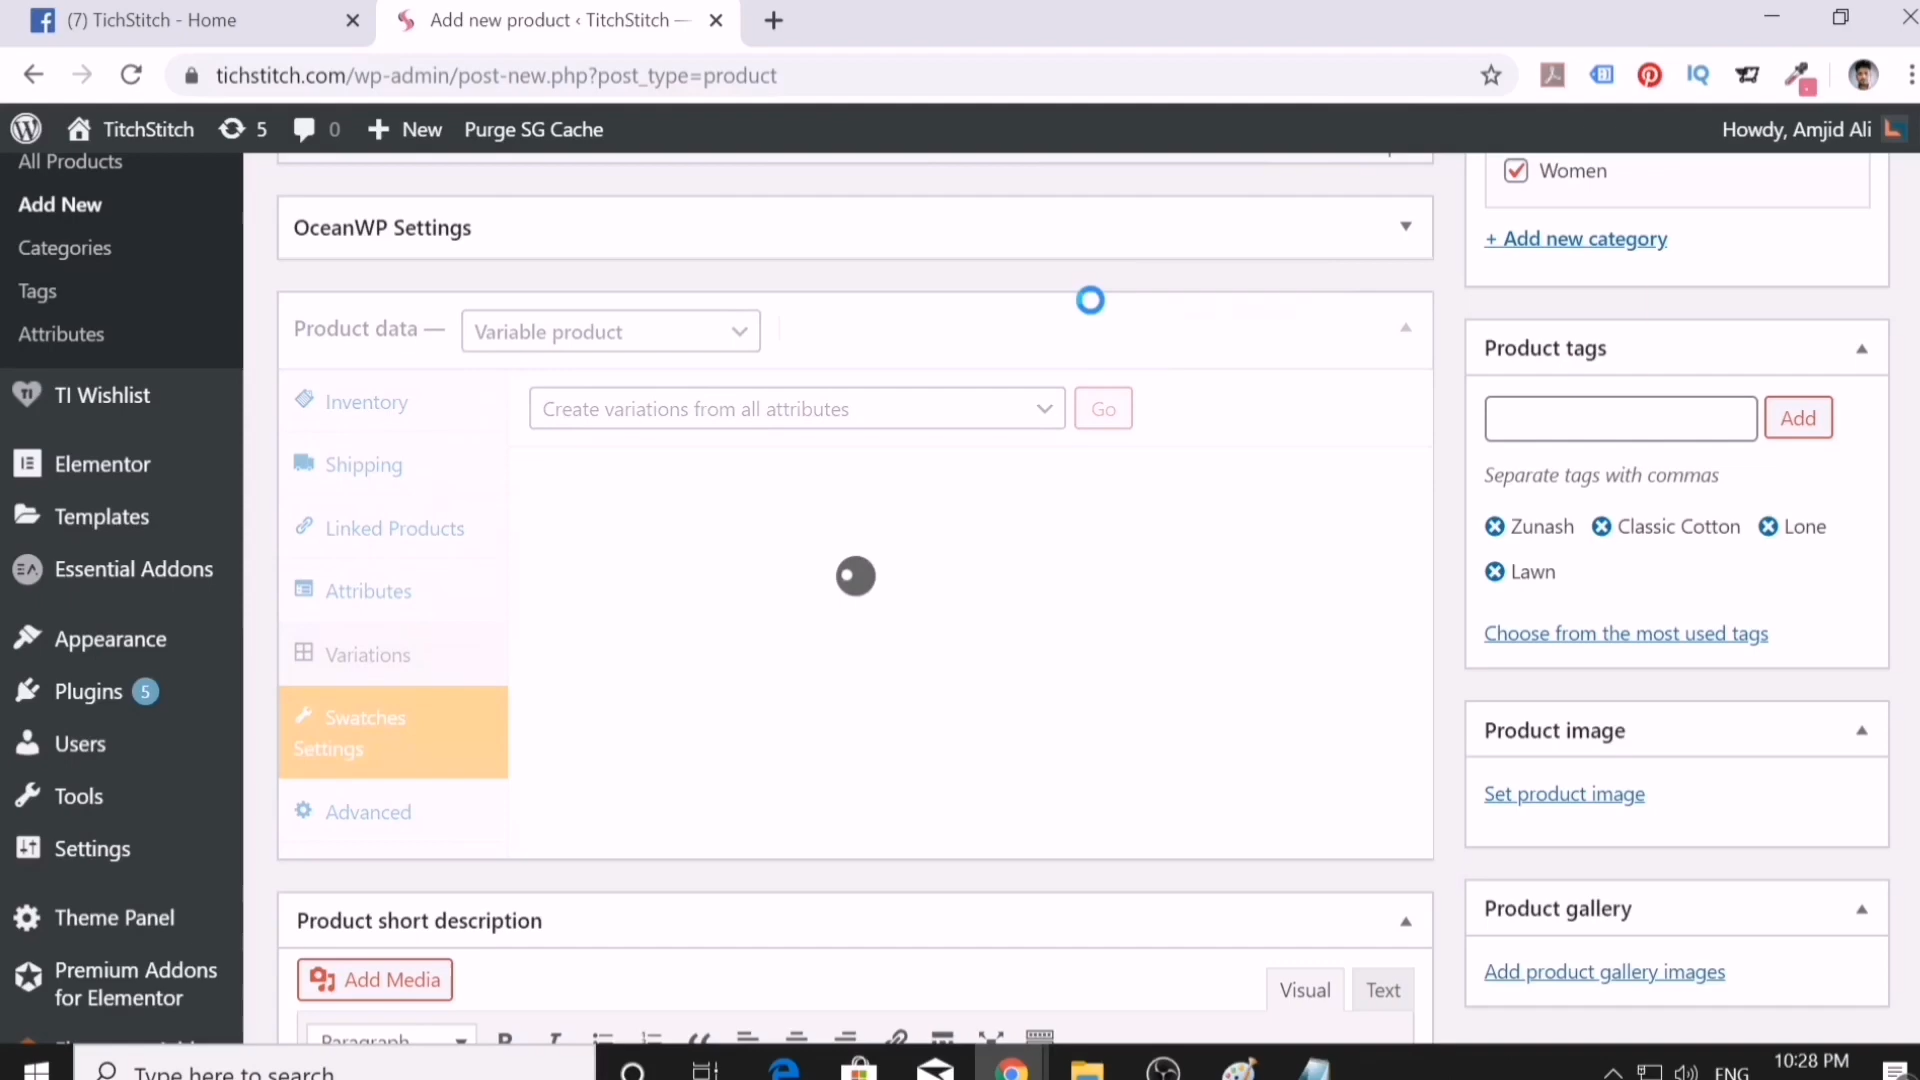 (7) TichStitch - Home
Add new product ‹ TitchStitch —
tichstitch.com/wp-admin/post-new.php?post_type=product
TitchStitch 5 0 New Purge SG Cache
Howdy, Amjid Ali
All Products
Add New
Categories
Tags
Attributes
TI Wishlist
Elementor
Templates
Essential Addons
Appearance
Plugins 5
Users
Tools
Settings
Theme Panel
Premium Addons
for Elementor
OceanWP Settings
Product data — Variable product
Inventory
Shipping
Linked Products
Attributes
Variations
Swatches
Settings
Advanced
Create variations from all attributes Go
Product short description
Add Media
Visual Text
Paragraph
Women
+ Add new category
Product tags
Add
Separate tags with commas
Zunash Classic Cotton Lone
Lawn
Choose from the most used tags
Product image
Set product image
Product gallery
Add product gallery images
Type here to search
ENG
10:28 PM